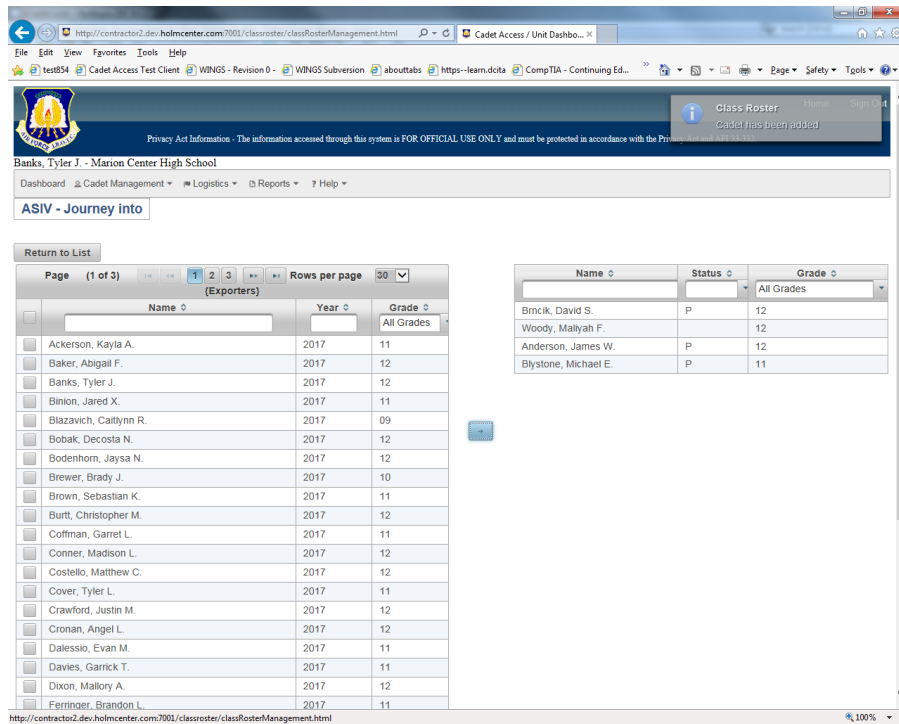 http://contractor2.dev.holmcenter.com:7001/classroster/classRosterManagement.html
Cadet Access / Unit Dashbo...
File Edit View Favorites Tools Help
test854 Cadet Access Test Client WINGS - Revision 0 - WINGS Subversion abouttabs https--learn.dcita CompTIA - Continuing Ed... Page Safety Tools
AIR FORCE J.R.O.T.C.
Home Sign Out
Class Roster
Cadet has been added
Privacy Act Information - The information accessed through this system is FOR OFFICIAL USE ONLY and must be protected in accordance with the Privacy Act and AFI 33-332
Banks, Tyler J. - Marion Center High School
Dashboard Cadet Management Logistics Reports ? Help
ASIV - Journey into
Return to List
Page (1 of 3) 1 2 3 Rows per page 30
{Exporters}
Name Year Grade
All Grades
Ackerson, Kayla A. 2017 11
Baker, Abigail F. 2017 12
Banks, Tyler J. 2017 12
Binion, Jared X. 2017 11
Blazavich, Caitlynn R. 2017 09
Bobak, Decosta N. 2017 12
Bodenhorn, Jaysa N. 2017 12
Brewer, Brady J. 2017 10
Brown, Sebastian K. 2017 11
Burtt, Christopher M. 2017 12
Coffman, Garret L. 2017 11
Conner, Madison L. 2017 12
Costello, Matthew C. 2017 12
Cover, Tyler L. 2017 11
Crawford, Justin M. 2017 12
Cronan, Angel L. 2017 12
Dalessio, Evan M. 2017 11
Davies, Garrick T. 2017 11
Dixon, Mallory A. 2017 12
Ferringer, Brandon L. 2017 11
Name Status Grade
All Grades
Brncik, David S. P 12
Woody, Maliyah F. 12
Anderson, James W. P 12
Blystone, Michael E. P 11
http://contractor2.dev.holmcenter.com:7001/classroster/classRosterManagement.html
100%